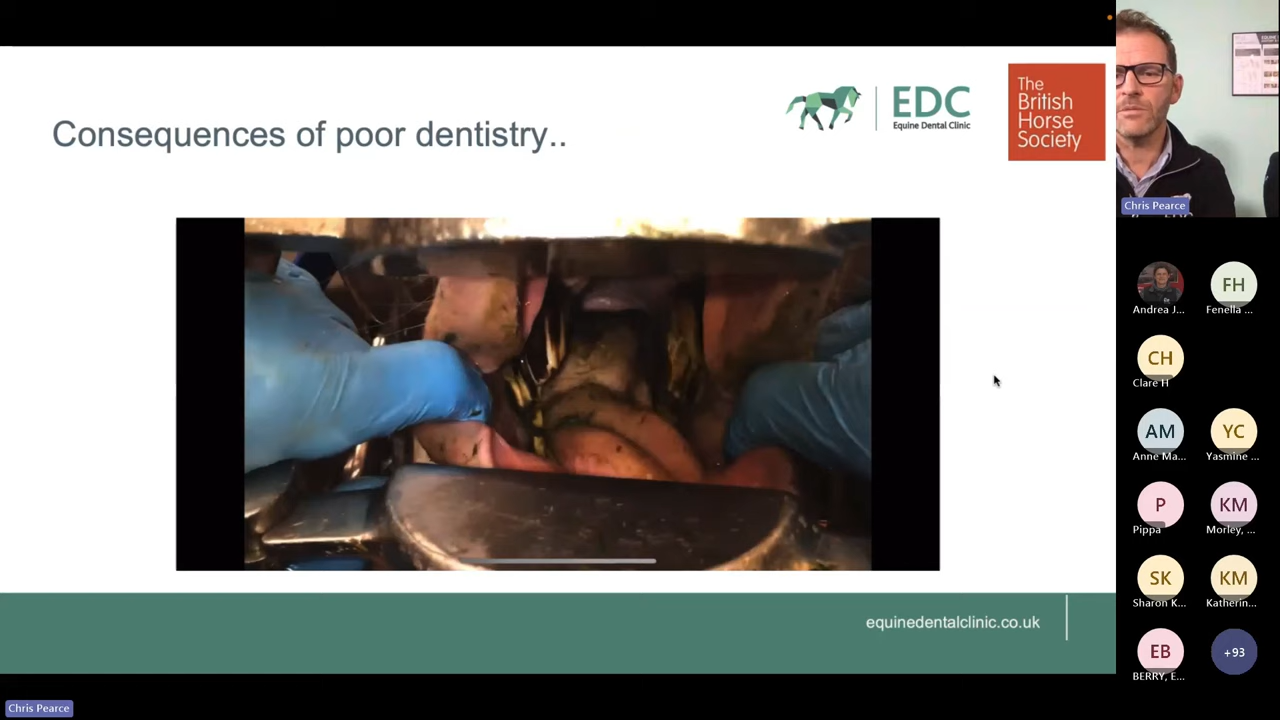 Consequences of poor dentistry..
EDC
Equine Dental Clinic
The
British
Horse
Society
equinedentalclinic.co.uk
Chris Pearce
Andrea J...
FH
Fenella ...
CH
Clare H
AM
Anne Ma...
YC
Yasmine ...
P
Pippa
KM
Morley, ...
SK
Sharon K...
KM
Katherin...
EB
BERRY, E...
+93
Chris Pearce